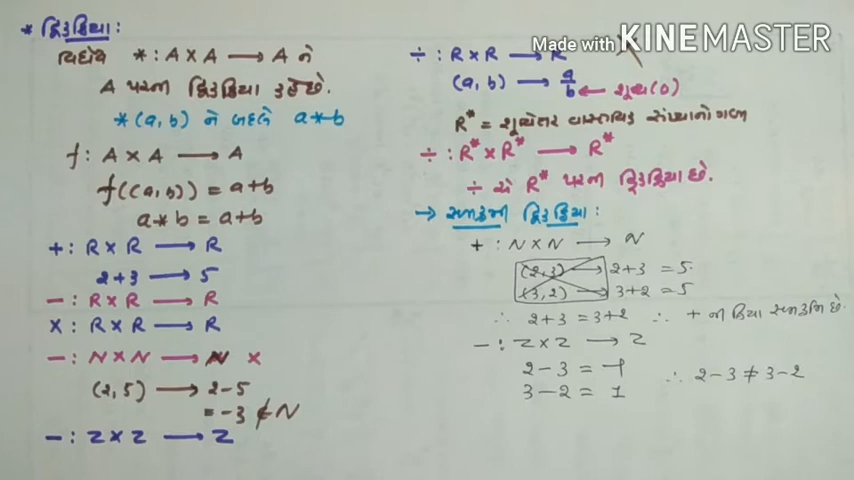 * દ્વિક્રિયા :
વિધેય * : A × A → A ને
A પરની દ્વિક્રિયા કહે છે.
*(a, b) ને બદલે a * b
f : A × A → A
f((a, b)) = a + b
a * b = a + b
+ : R × R → R
2 + 3 → 5
− : R × R → R
× : R × R → R
− : N × N → N ×
(2, 5) → 2 − 5
= −3 ∉ N
− : Z × Z → Z
Made with KINEMASTER
÷ : R × R → R
(a, b) → a/b ← શૂન્ય (0)
R* = શૂન્યેતર વાસ્તવિક સંખ્યાનો ગણ
÷ : R* × R* → R*
÷ એ R* પરની દ્વિક્રિયા છે.
→ સમક્રમી દ્વિક્રિયા :
+ : N × N → N
(2, 3) → 2 + 3 = 5
(3, 2) → 3 + 2 = 5
∴ 2 + 3 = 3 + 2 ∴ + ની ક્રિયા સમક્રમી છે.
− : Z × Z → Z
2 − 3 = −1
3 − 2 = 1 ∴ 2 − 3 ≠ 3 − 2